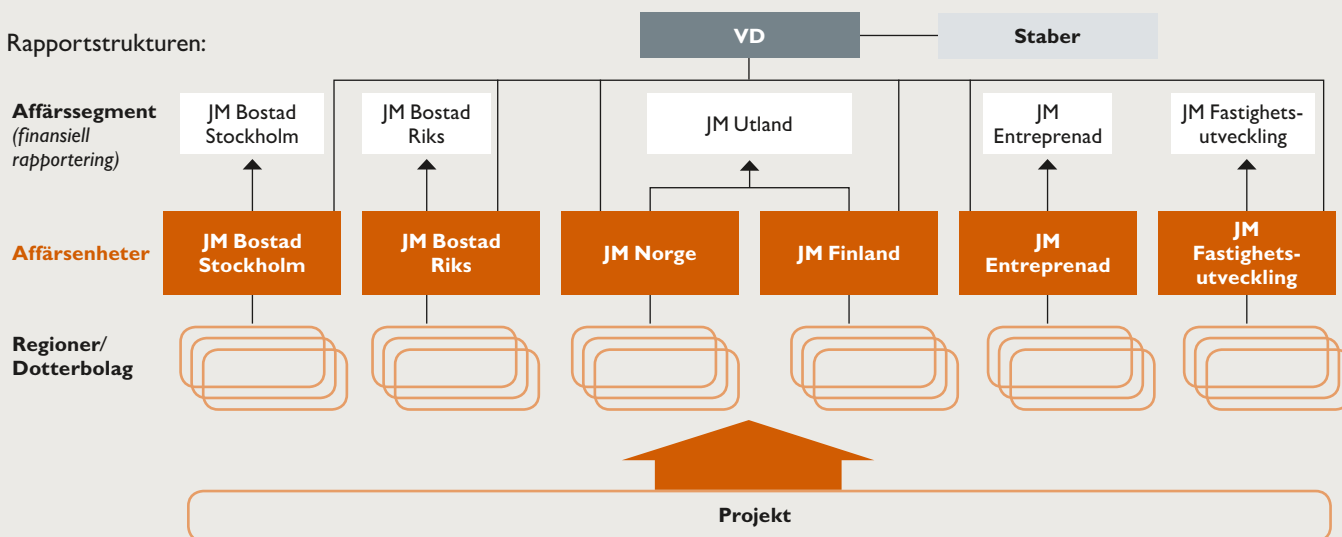 Rapportstrukturen:
VD
Staber
Affärssegment
(finansiell
rapportering)
JM Bostad
Stockholm
JM Bostad
Riks
JM Utland
JM
Entreprenad
JM Fastighets-
utveckling
Affärsenheter
JM Bostad
Stockholm
JM Bostad
Riks
JM Norge
JM Finland
JM
Entreprenad
JM
Fastighets-
utveckling
Regioner/
Dotterbolag
Projekt